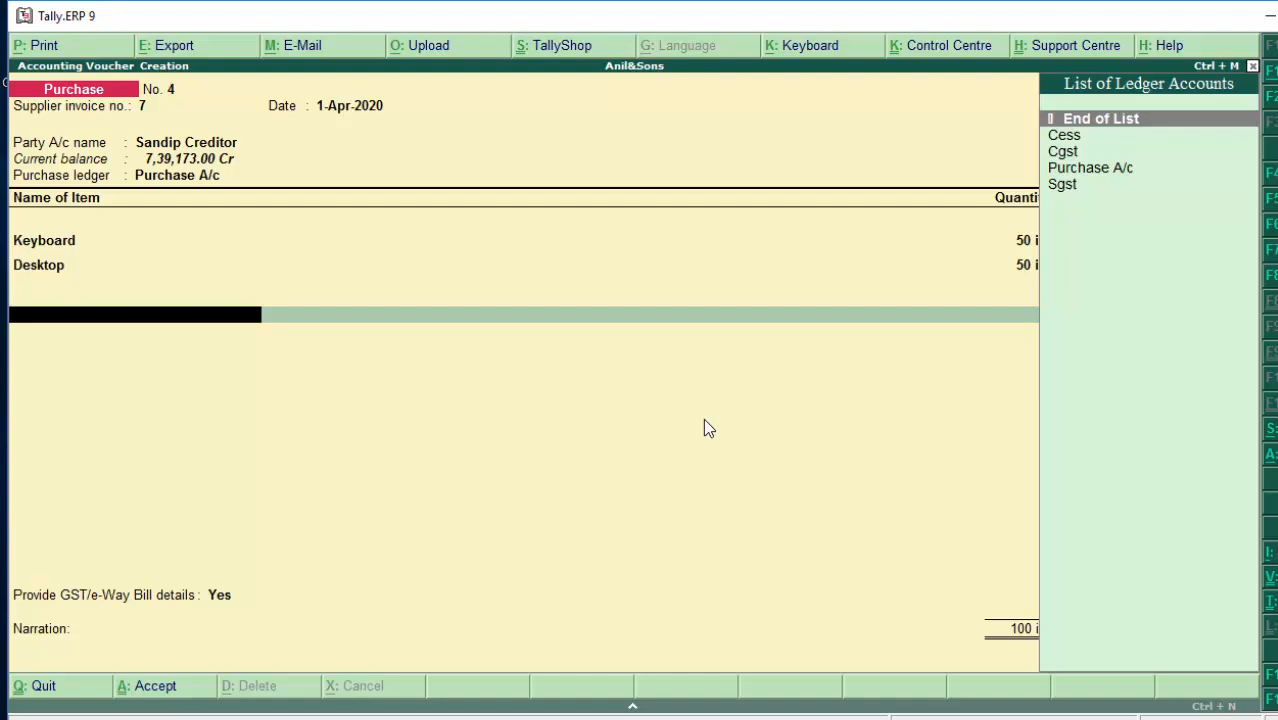 Tally.ERP 9
P: Print E: Export M: E-Mail O: Upload S: TallyShop G: Language K: Keyboard K: Control Centre H: Support Centre H: Help
Accounting Voucher Creation Anil&Sons Ctrl + M
Purchase No. 4
Supplier invoice no.: 7 Date : 1-Apr-2020
Party A/c name : Sandip Creditor
Current balance : 7,39,173.00 Cr
Purchase ledger : Purchase A/c
Name of Item Quanti
Keyboard 50 i
Desktop 50 i
Provide GST/e-Way Bill details : Yes
Narration: 100 i
List of Ledger Accounts
End of List
Cess
Cgst
Purchase A/c
Sgst
Q: Quit A: Accept D: Delete X: Cancel
Ctrl + N